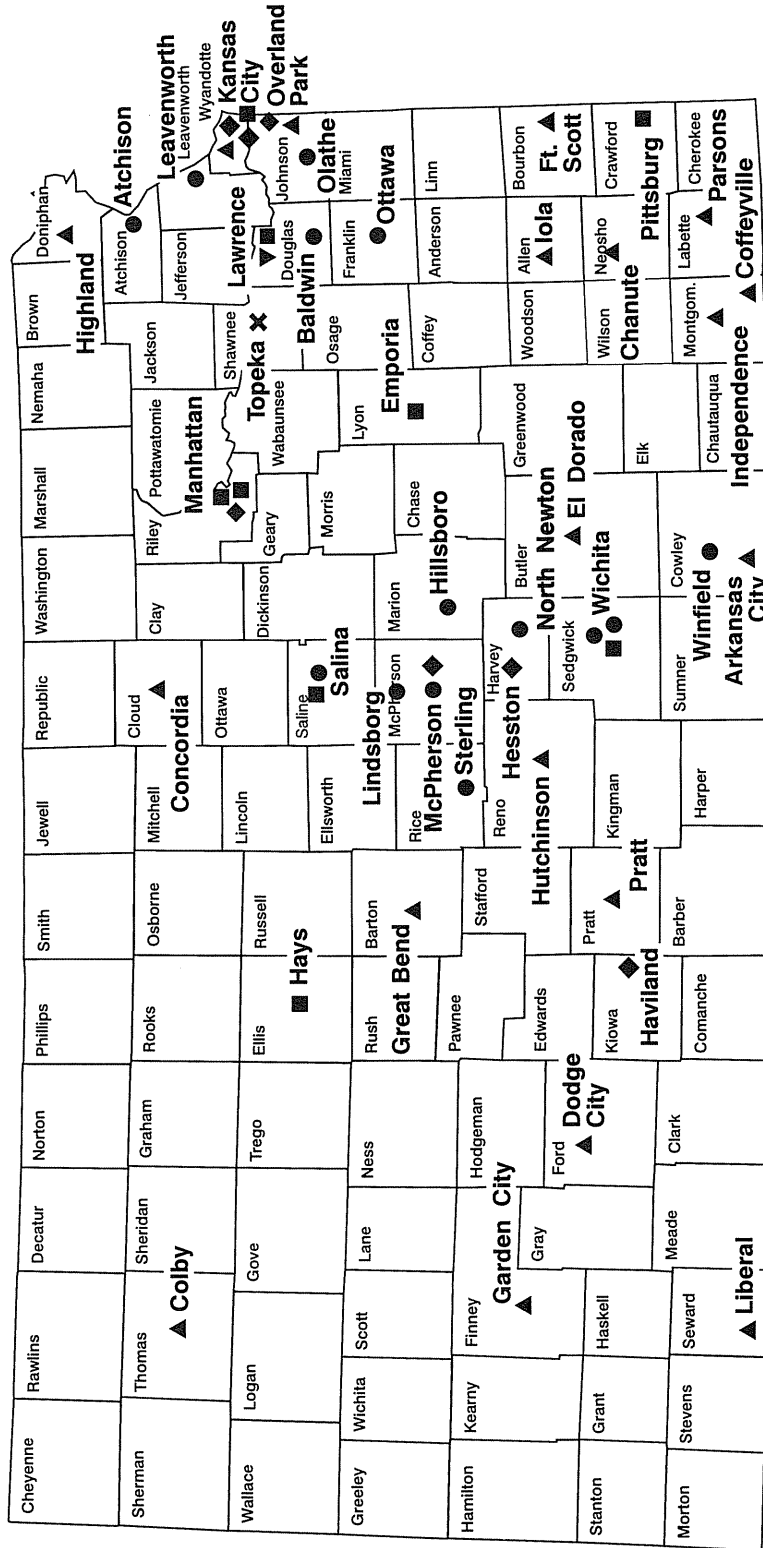 Cheyenne
Rawlins
Decatur
Norton
Phillips
Smith
Jewell
Republic
Washington
Marshall
Nemaha
Brown
Doniphan
Highland
Sherman
Thomas
Colby
Sheridan
Graham
Rooks
Osborne
Mitchell
Cloud
Concordia
Clay
Riley
Pottawatomie
Manhattan
Jackson
Atchison
Atchison
Jefferson
Leavenworth
Leavenworth
Wyandotte
Kansas
City
Overland
Park
Wallace
Logan
Gove
Trego
Ellis
Hays
Russell
Lincoln
Ottawa
Saline
Salina
Dickinson
Geary
Morris
Wabaunsee
Shawnee
Topeka
Lawrence
Douglas
Baldwin
Johnson
Olathe
Miami
Greeley
Wichita
Scott
Lane
Ness
Rush
Great Bend
Barton
Ellsworth
Rice
Lindsborg
McPherson
McPherson
Sterling
Marion
Hillsboro
Chase
Lyon
Emporia
Osage
Coffey
Franklin
Ottawa
Anderson
Linn
Hamilton
Kearny
Finney
Garden City
Gray
Hodgeman
Pawnee
Edwards
Stafford
Reno
Hutchinson
Harvey
Hesston
North Newton
Sedgwick
Wichita
Butler
El Dorado
Greenwood
Woodson
Allen
Iola
Bourbon
Ft.
Scott
Stanton
Grant
Haskell
Ford
Dodge
City
Kiowa
Haviland
Pratt
Pratt
Kingman
Elk
Wilson
Neosho
Chanute
Crawford
Pittsburg
Morton
Stevens
Seward
Liberal
Meade
Clark
Comanche
Barber
Harper
Sumner
Winfield
Cowley
Arkansas
City
Chautauqua
Montgom.
Independence
Labette
Parsons
Cherokee
Coffeyville